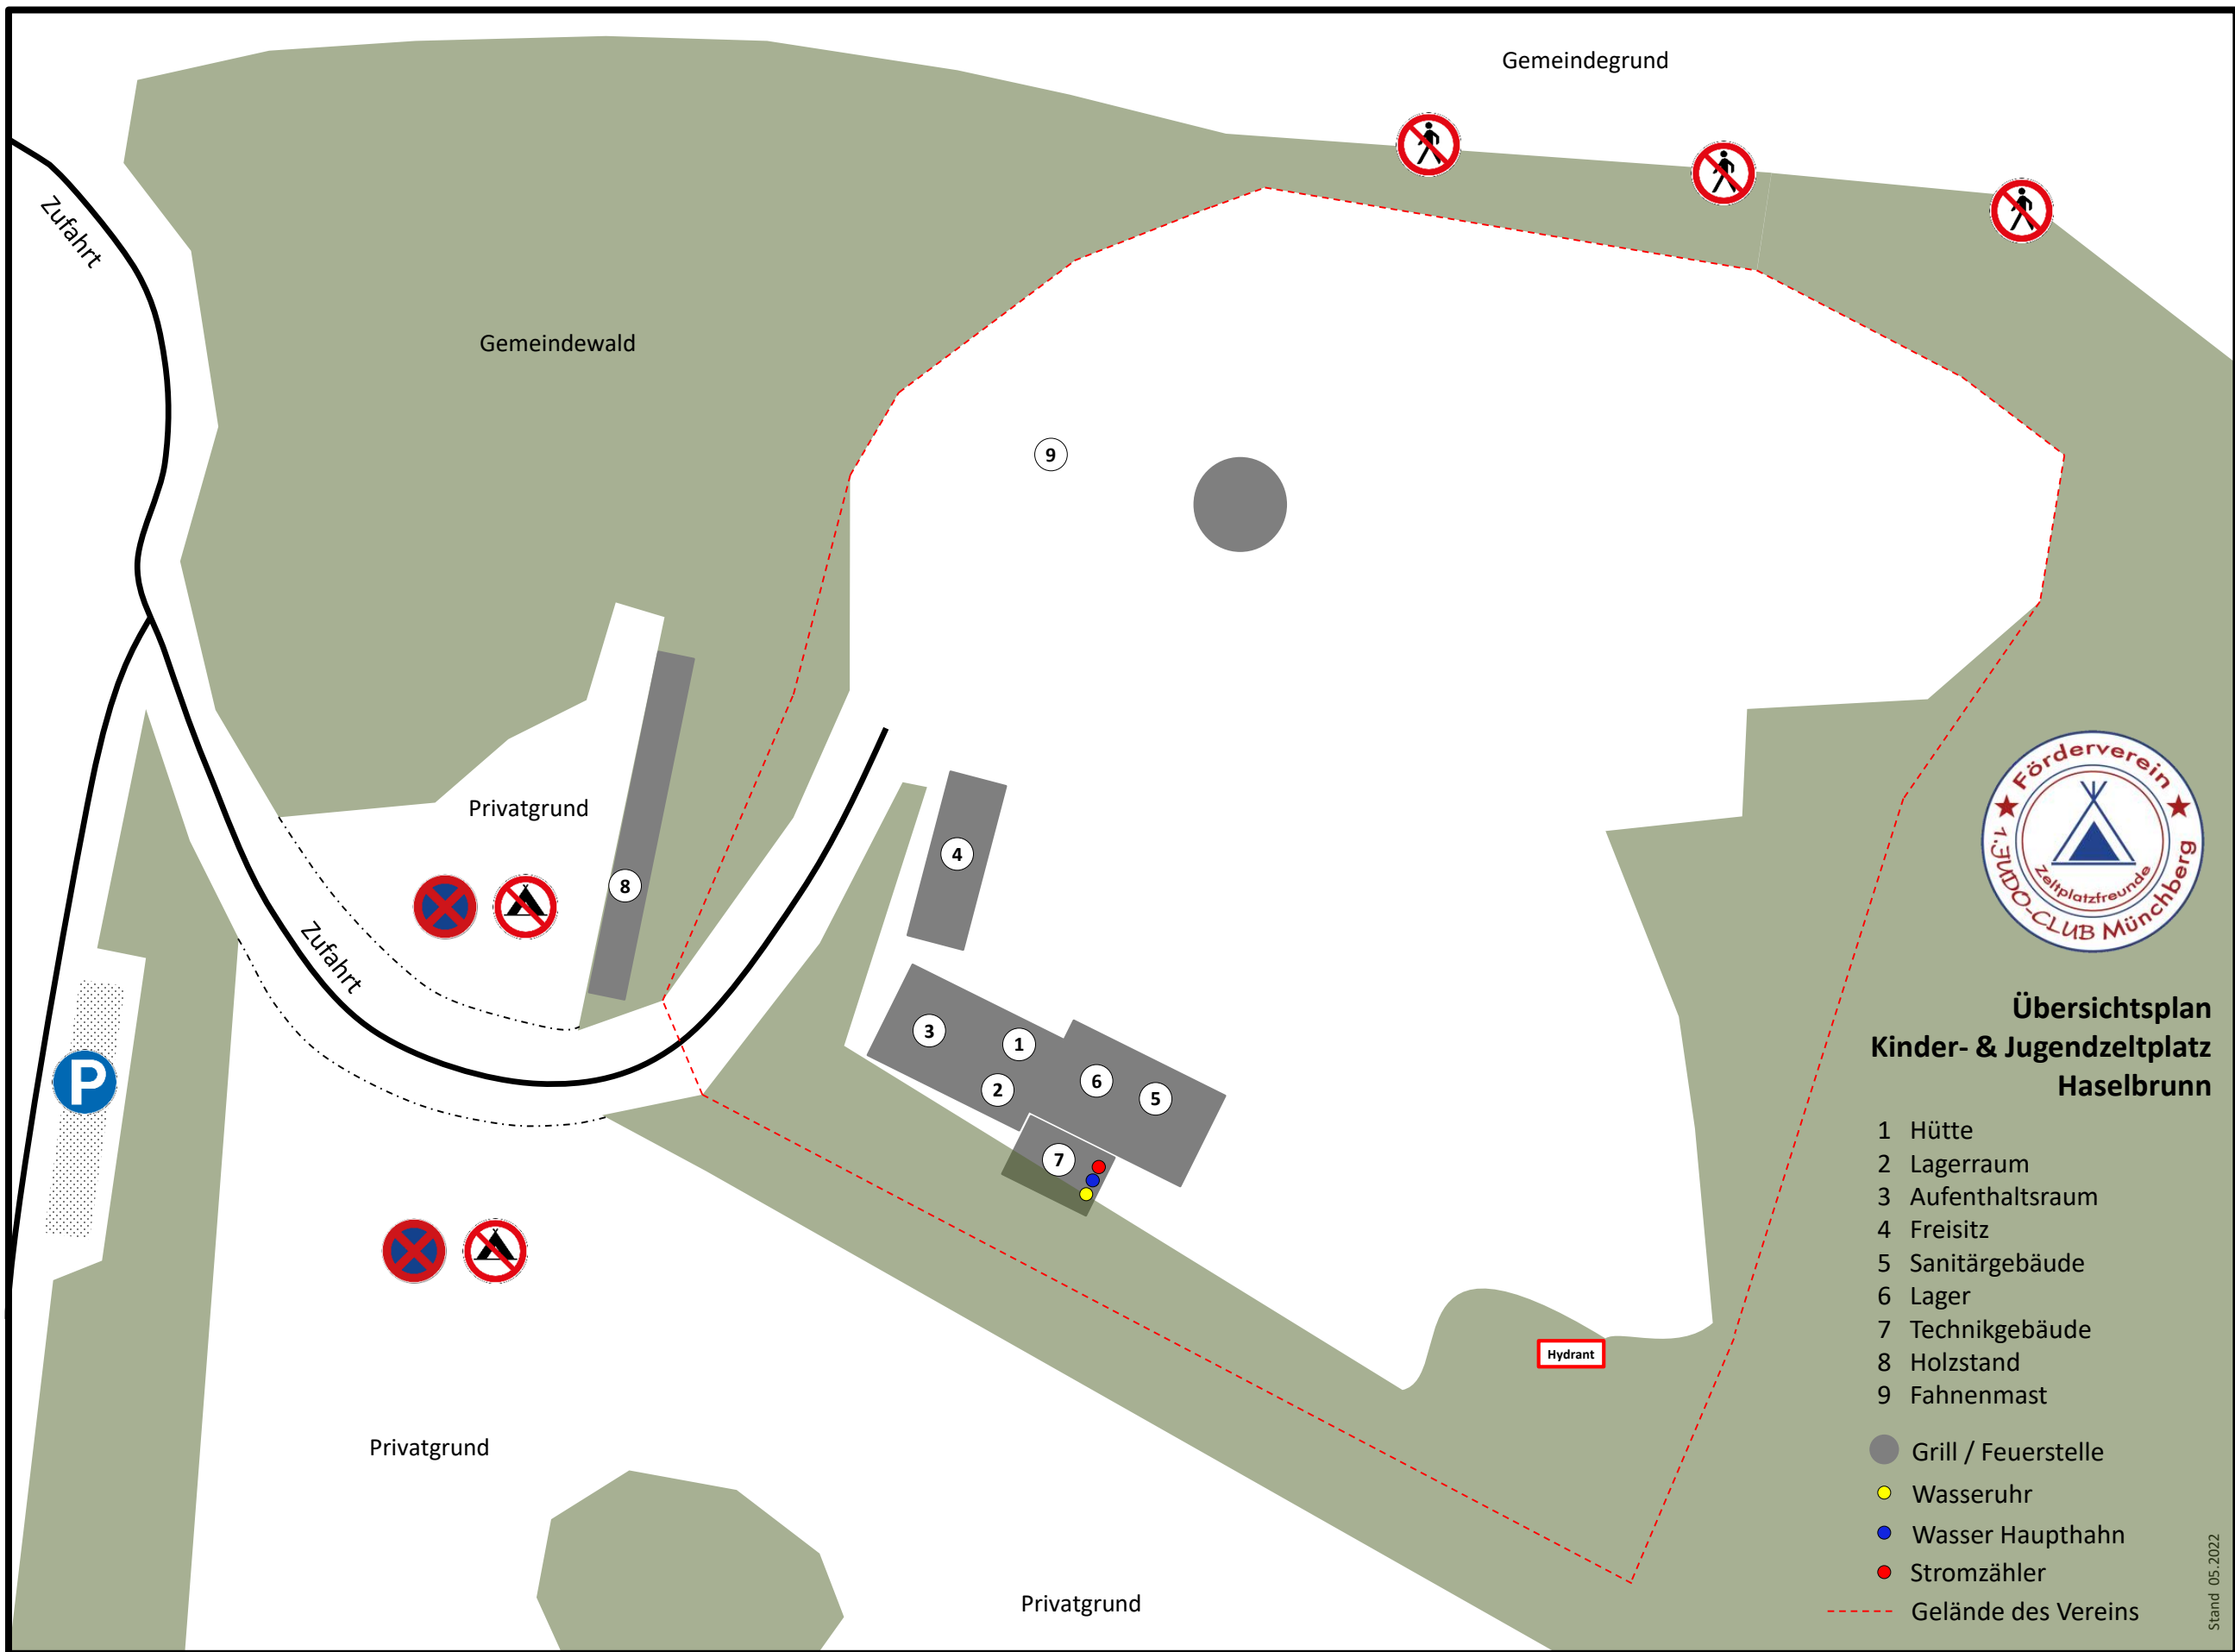 Gemeindegrund
Zufahrt
Gemeindewald
9
Privatgrund
4
8
Zufahrt
3
1
2
6
5
7
P
Hydrant
Privatgrund
Privatgrund
Förderverein
Zeltplatzfreunde
1. JUDO-CLUB Münchberg
Übersichtsplan
Kinder- & Jugendzeltplatz
Haselbrunn
1 Hütte
2 Lagerraum
3 Aufenthaltsraum
4 Freisitz
5 Sanitärgebäude
6 Lager
7 Technikgebäude
8 Holzstand
9 Fahnenmast
Grill / Feuerstelle
Wasseruhr
Wasser Haupthahn
Stromzähler
Gelände des Vereins
Stand 05.2022